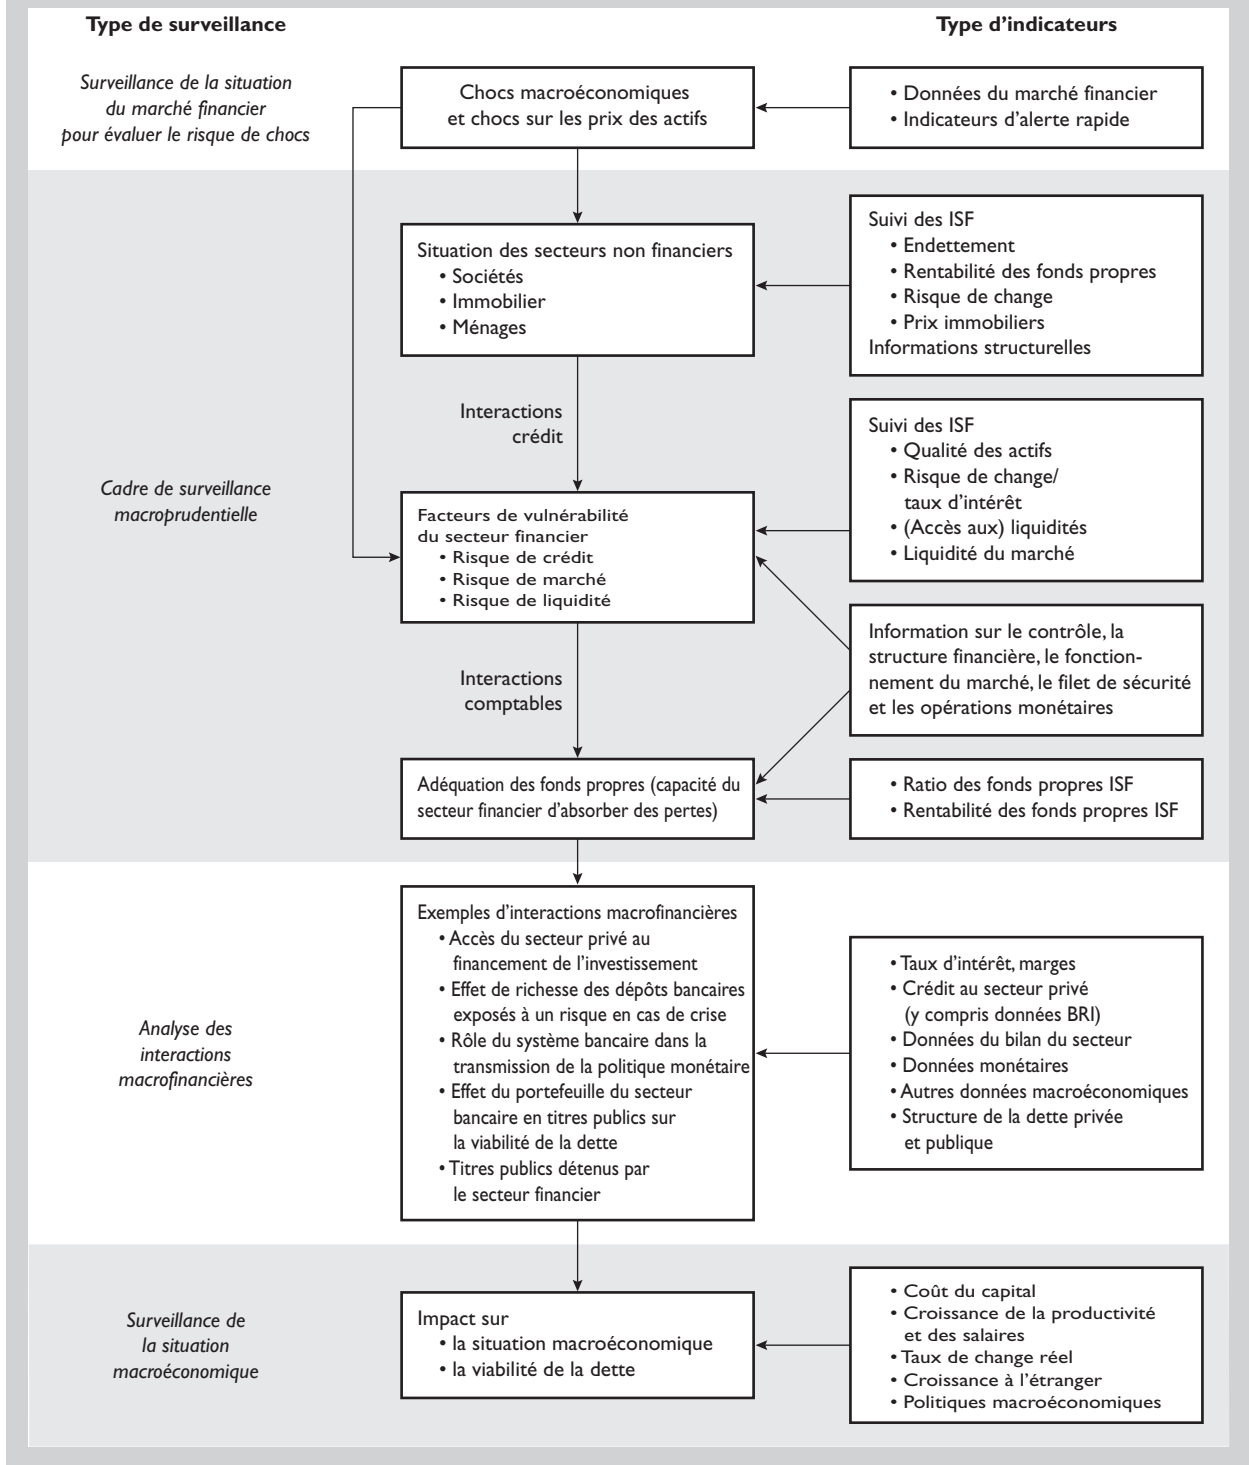 Type de surveillance
Type d'indicateurs
Surveillance de la situation
du marché financier
pour évaluer le risque de chocs
Chocs macroéconomiques
et chocs sur les prix des actifs
• Données du marché financier
• Indicateurs d'alerte rapide
Cadre de surveillance
macroprudentielle
Situation des secteurs non financiers
• Sociétés
• Immobilier
• Ménages
Suivi des ISF
• Endettement
• Rentabilité des fonds propres
• Risque de change
• Prix immobiliers
Informations structurelles
Interactions
crédit
Suivi des ISF
• Qualité des actifs
• Risque de change/
taux d'intérêt
• (Accès aux) liquidités
• Liquidité du marché
Facteurs de vulnérabilité
du secteur financier
• Risque de crédit
• Risque de marché
• Risque de liquidité
Information sur le contrôle, la
structure financière, le fonction-
nement du marché, le filet de sécurité
et les opérations monétaires
Interactions
comptables
Adéquation des fonds propres (capacité du
secteur financier d'absorber des pertes)
• Ratio des fonds propres ISF
• Rentabilité des fonds propres ISF
Analyse des
interactions
macrofinancières
Exemples d'interactions macrofinancières
• Accès du secteur privé au
financement de l'investissement
• Effet de richesse des dépôts bancaires
exposés à un risque en cas de crise
• Rôle du système bancaire dans la
transmission de la politique monétaire
• Effet du portefeuille du secteur
bancaire en titres publics sur
la viabilité de la dette
• Titres publics détenus par
le secteur financier
• Taux d'intérêt, marges
• Crédit au secteur privé
(y compris données BRI)
• Données du bilan du secteur
• Données monétaires
• Autres données macroéconomiques
• Structure de la dette privée
et publique
Surveillance de
la situation
macroéconomique
Impact sur
• la situation macroéconomique
• la viabilité de la dette
• Coût du capital
• Croissance de la productivité
et des salaires
• Taux de change réel
• Croissance à l'étranger
• Politiques macroéconomiques